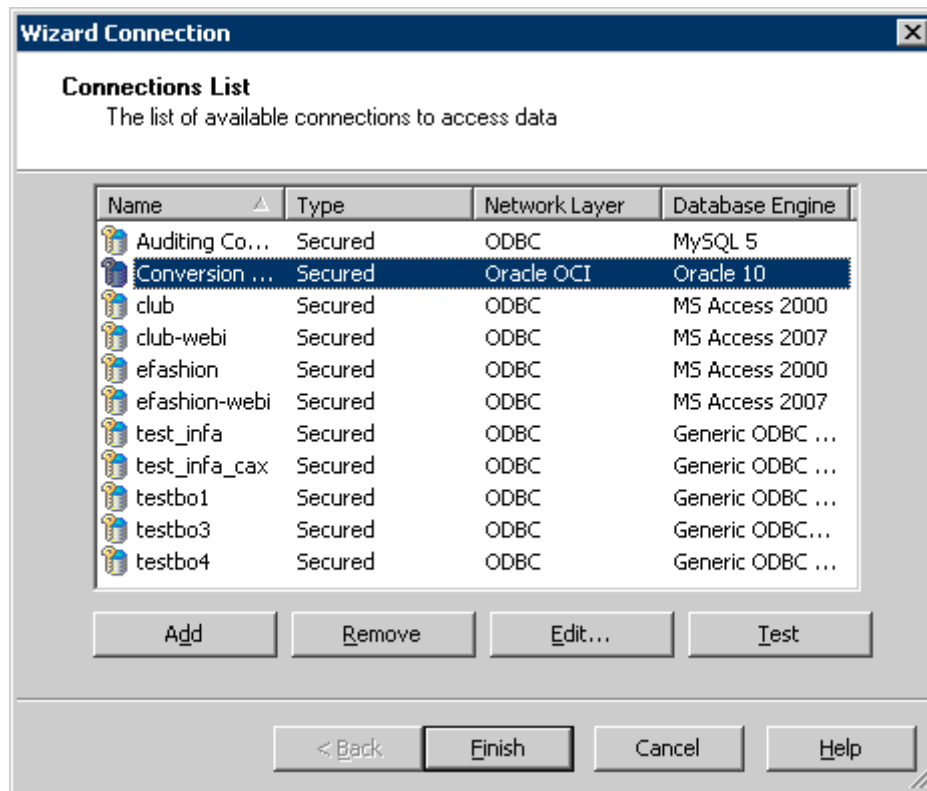 Wizard Connection
Connections List
The list of available connections to access data
Name Type Network Layer Database Engine
Auditing Co... Secured ODBC MySQL 5
Conversion ... Secured Oracle OCI Oracle 10
club Secured ODBC MS Access 2000
club-webi Secured ODBC MS Access 2007
efashion Secured ODBC MS Access 2000
efashion-webi Secured ODBC MS Access 2007
test_infa Secured ODBC Generic ODBC ...
test_infa_cax Secured ODBC Generic ODBC ...
testbo1 Secured ODBC Generic ODBC ...
testbo3 Secured ODBC Generic ODBC...
testbo4 Secured ODBC Generic ODBC ...
Add Remove Edit... Test
< Back Finish Cancel Help